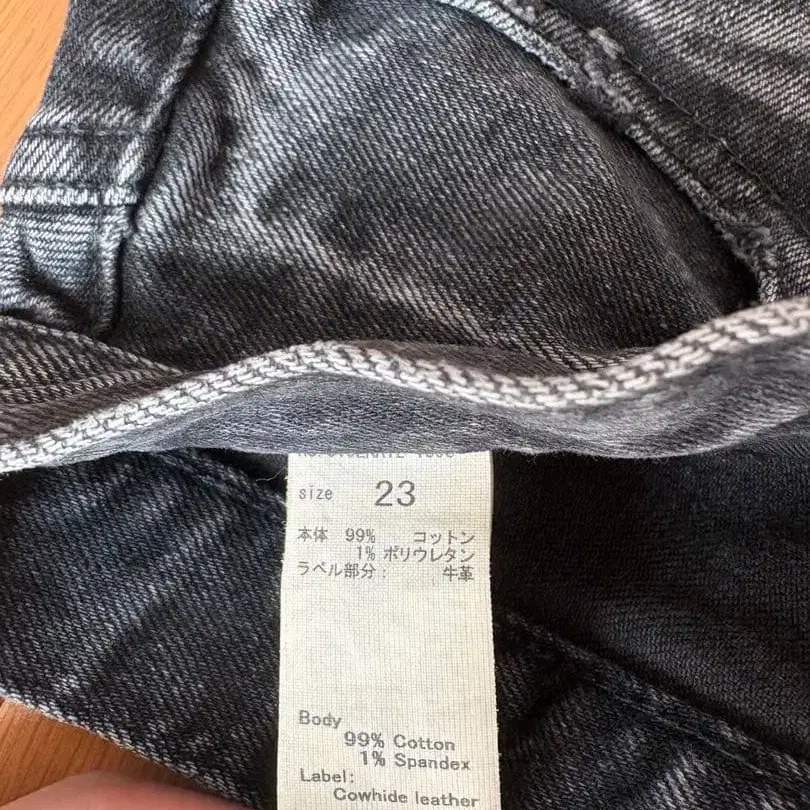 size 23
本体 99% コットン
1% ポリウレタン
ラベル部分: 牛革
Body
99% Cotton
1% Spandex
Label:
Cowhide leather